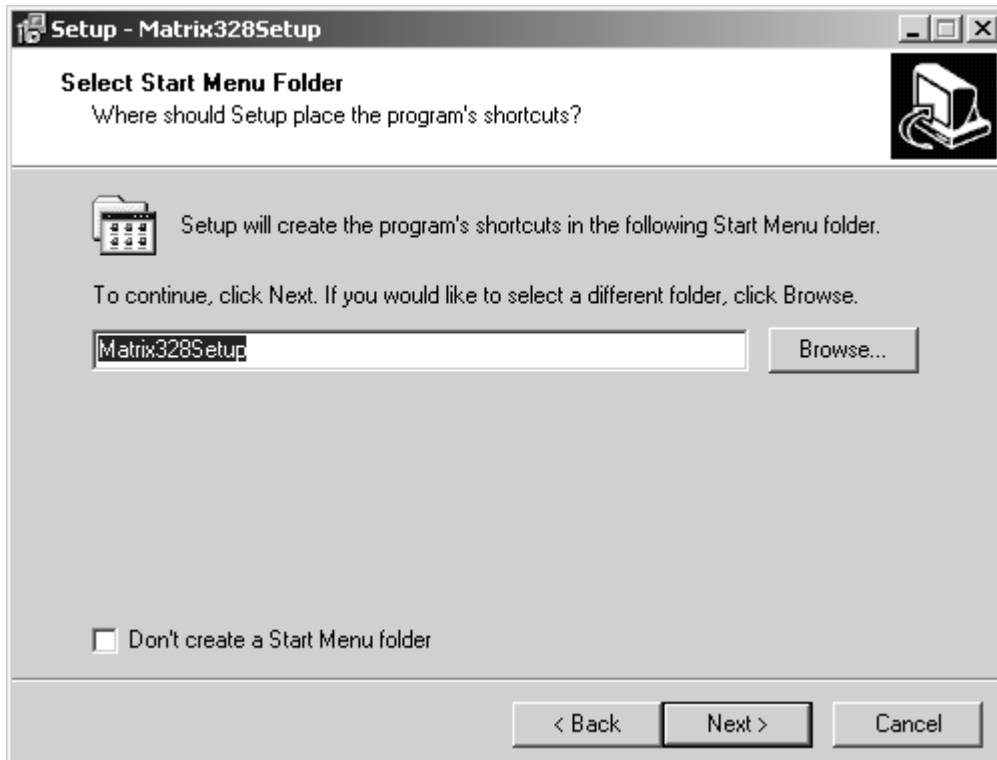 Setup - Matrix328Setup
Select Start Menu Folder
Where should Setup place the program's shortcuts?
Setup will create the program's shortcuts in the following Start Menu folder.
To continue, click Next. If you would like to select a different folder, click Browse.
Matrix328Setup
Browse...
Don't create a Start Menu folder
< Back
Next >
Cancel